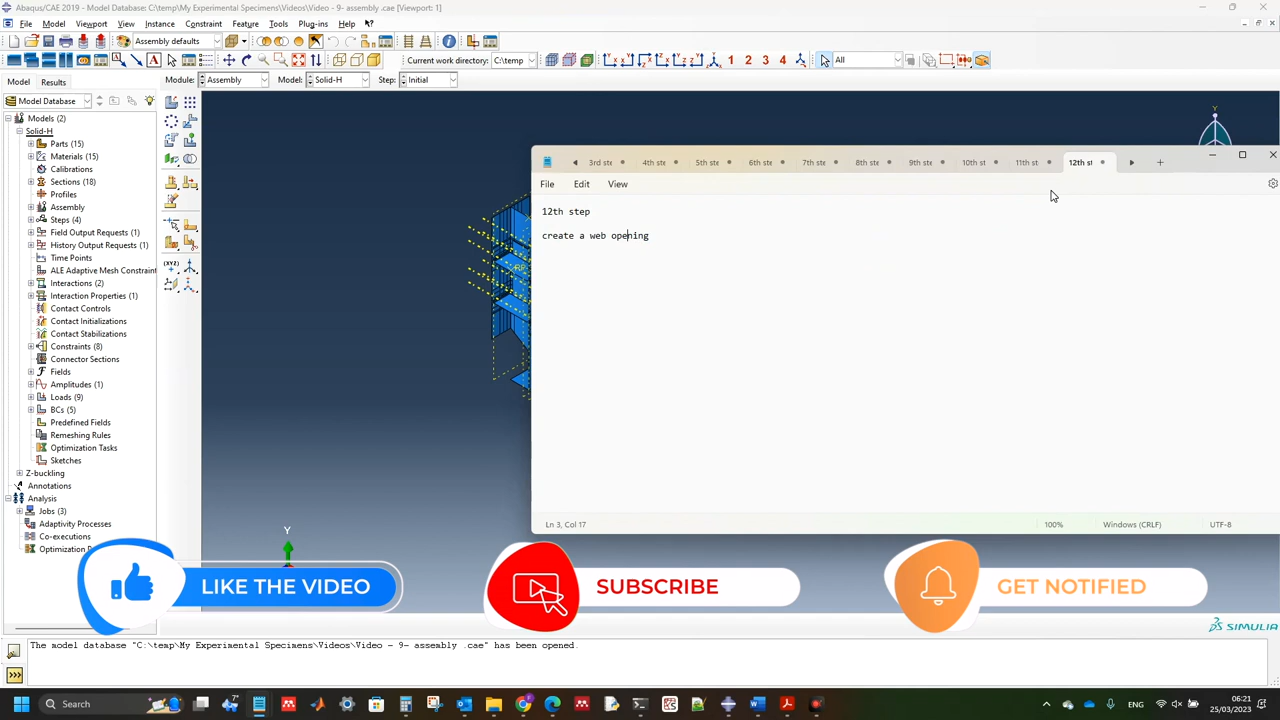 Abaqus/CAE 2019 - Model Database: C:\temp\My Experimental Specimens\Videos\Video - 9- assembly .cae [Viewport: 1]
File Model Viewport View Instance Constraint Feature Tools Plug-ins Help
Assembly defaults
Current work directory: C:\temp
1 2 3 4
All
Model Results
Module: Assembly Model: Solid-H Step: Initial
Model Database
Models (2)
Solid-H
Parts (15)
Materials (15)
Calibrations
Sections (18)
Profiles
Assembly
Steps (4)
Field Output Requests (1)
History Output Requests (1)
Time Points
ALE Adaptive Mesh Constraint
Interactions (2)
Interaction Properties (1)
Contact Controls
Contact Initializations
Contact Stabilizations
Connector Sections
Constraints (8)
Fields
Amplitudes (1)
Loads (9)
BCs (5)
Predefined Fields
Remeshing Rules
Optimization Tasks
Sketches
Z-buckling
Annotations
Analysis
Jobs (3)
Adaptivity Processes
Co-executions
Optimization
(XYZ)
Y
Y
RP
3rd ste 4th ste 5th ste 6th ste 7th ste 8th ste 9th ste 10th st 11th st 12th st
File Edit View
12th step
create a web opening
Ln 3, Col 17 100% Windows (CRLF) UTF-8
LIKE THE VIDEO
SUBSCRIBE
GET NOTIFIED
SIMULIA
The model database "C:\temp\My Experimental Specimens\Videos\Video - 9- assembly .cae" has been opened.
>>>
Search
7°
ENG
06:21
25/03/2023